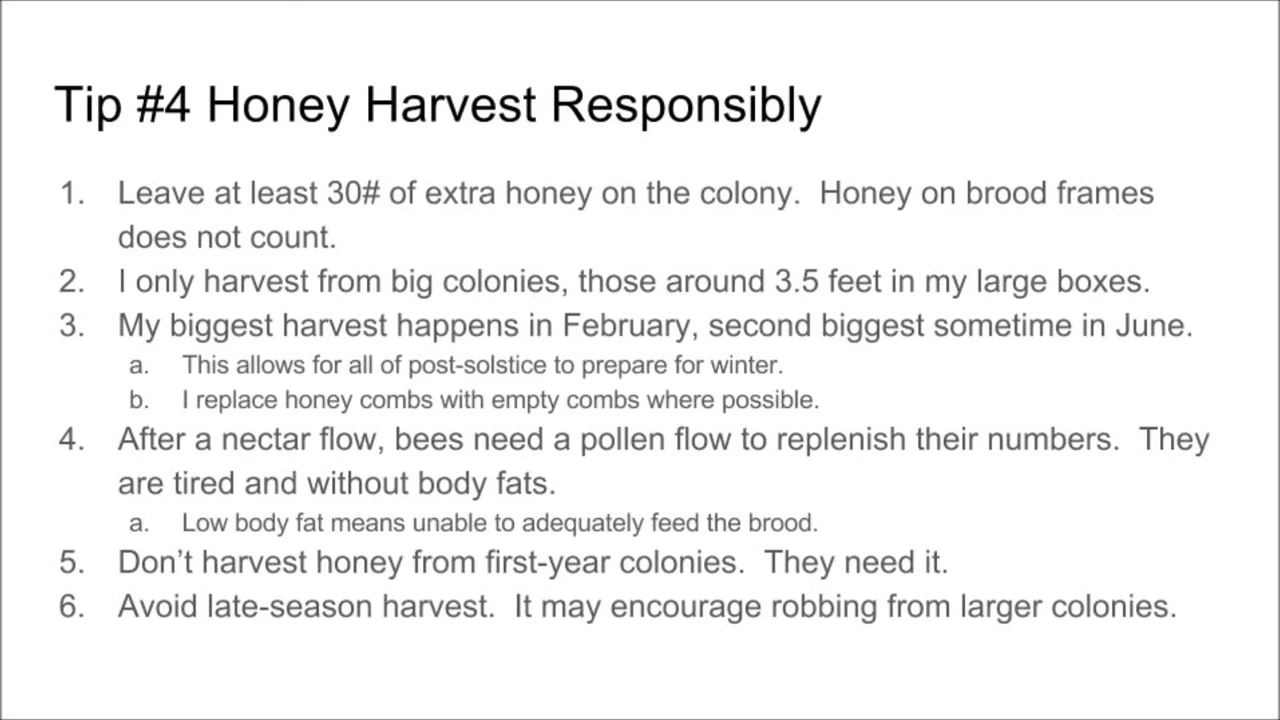 Tip #4 Honey Harvest Responsibly
1. Leave at least 30# of extra honey on the colony.  Honey on brood frames
does not count.
2. I only harvest from big colonies, those around 3.5 feet in my large boxes.
3. My biggest harvest happens in February, second biggest sometime in June.
a. This allows for all of post-solstice to prepare for winter.
b. I replace honey combs with empty combs where possible.
4. After a nectar flow, bees need a pollen flow to replenish their numbers.  They
are tired and without body fats.
a. Low body fat means unable to adequately feed the brood.
5. Don’t harvest honey from first-year colonies.  They need it.
6. Avoid late-season harvest.  It may encourage robbing from larger colonies.